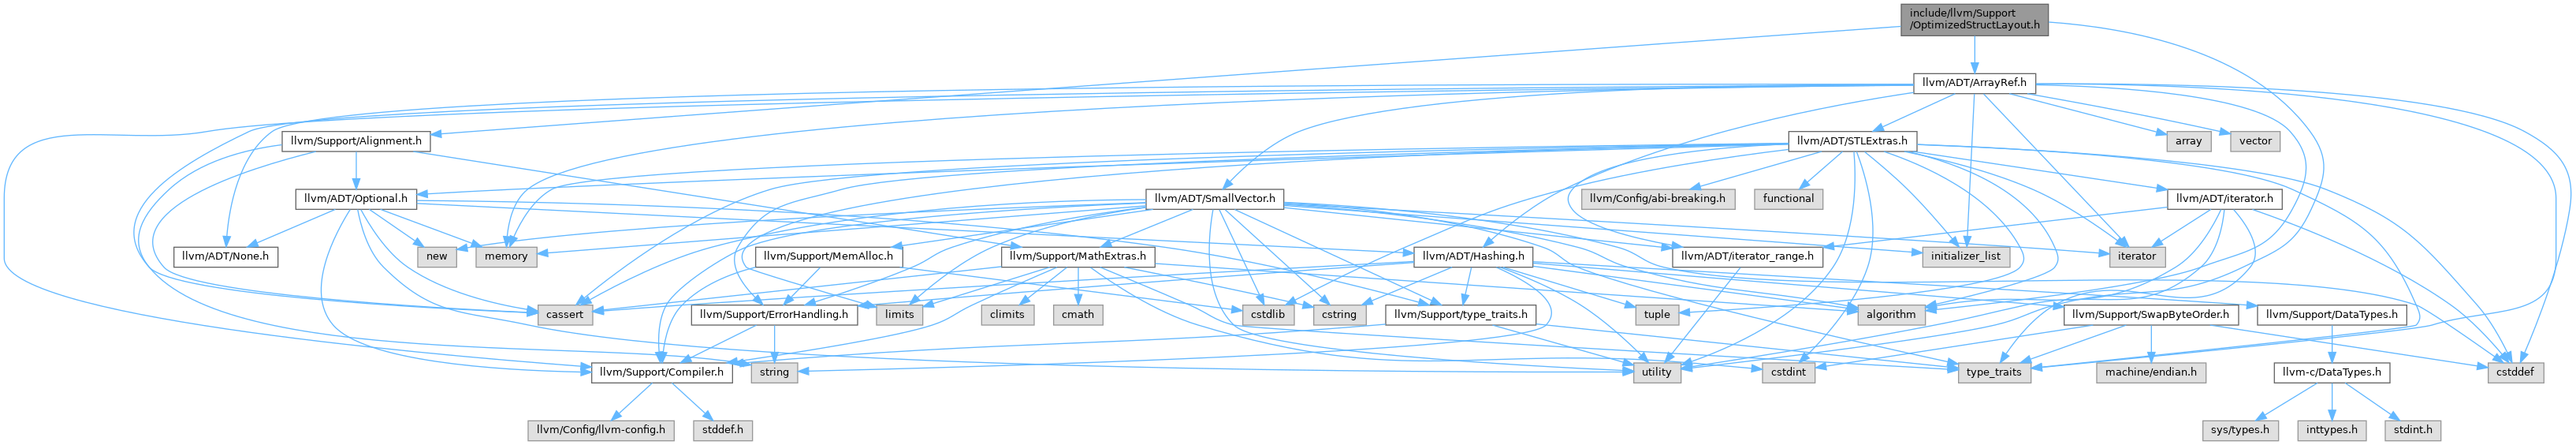 include/llvm/Support
/OptimizedStructLayout.h
llvm/ADT/ArrayRef.h
llvm/Support/Alignment.h
llvm/ADT/STLExtras.h
array
vector
llvm/ADT/Optional.h
llvm/ADT/SmallVector.h
llvm/Config/abi-breaking.h
functional
llvm/ADT/iterator.h
llvm/ADT/None.h
new
memory
llvm/Support/MemAlloc.h
llvm/Support/MathExtras.h
llvm/ADT/Hashing.h
llvm/ADT/iterator_range.h
initializer_list
iterator
cassert
llvm/Support/ErrorHandling.h
limits
climits
cmath
cstdlib
cstring
llvm/Support/type_traits.h
tuple
algorithm
llvm/Support/SwapByteOrder.h
llvm/Support/DataTypes.h
llvm/Support/Compiler.h
string
utility
cstdint
type_traits
machine/endian.h
llvm-c/DataTypes.h
cstddef
llvm/Config/llvm-config.h
stddef.h
sys/types.h
inttypes.h
stdint.h